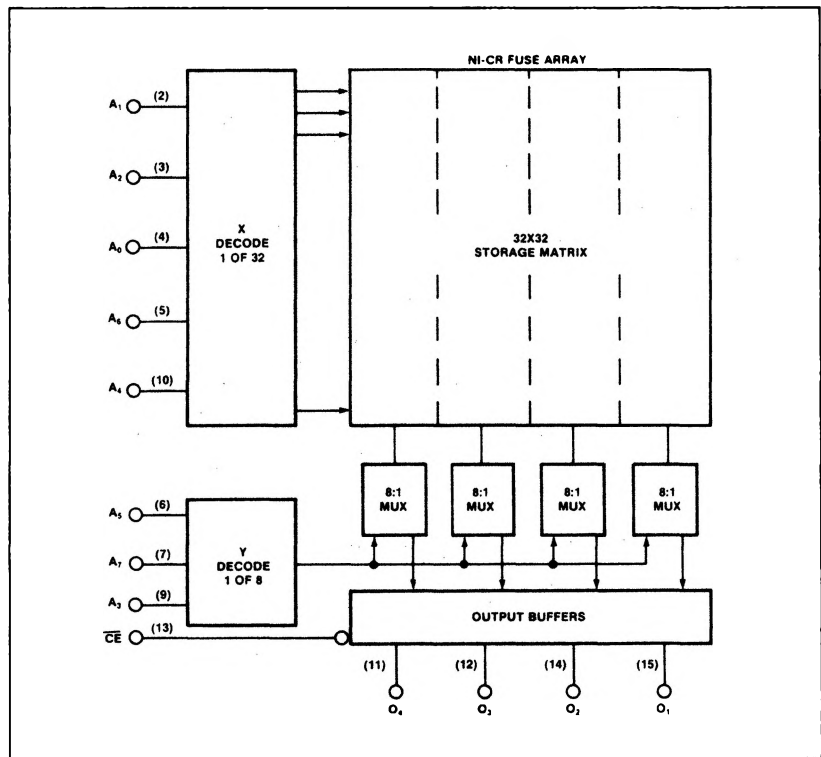 NI-CR FUSE ARRAY
A₁ (2)
A₂ (3)
A₀ (4)
A₆ (5)
A₄ (10)
X
DECODE
1 OF 32
32X32
STORAGE MATRIX
8:1
MUX
8:1
MUX
8:1
MUX
8:1
MUX
A₅ (6)
A₇ (7)
A₃ (9)
C̅E̅ (13)
Y
DECODE
1 OF 8
OUTPUT BUFFERS
(11) (12) (14) (15)
O₄ O₃ O₂ O₁